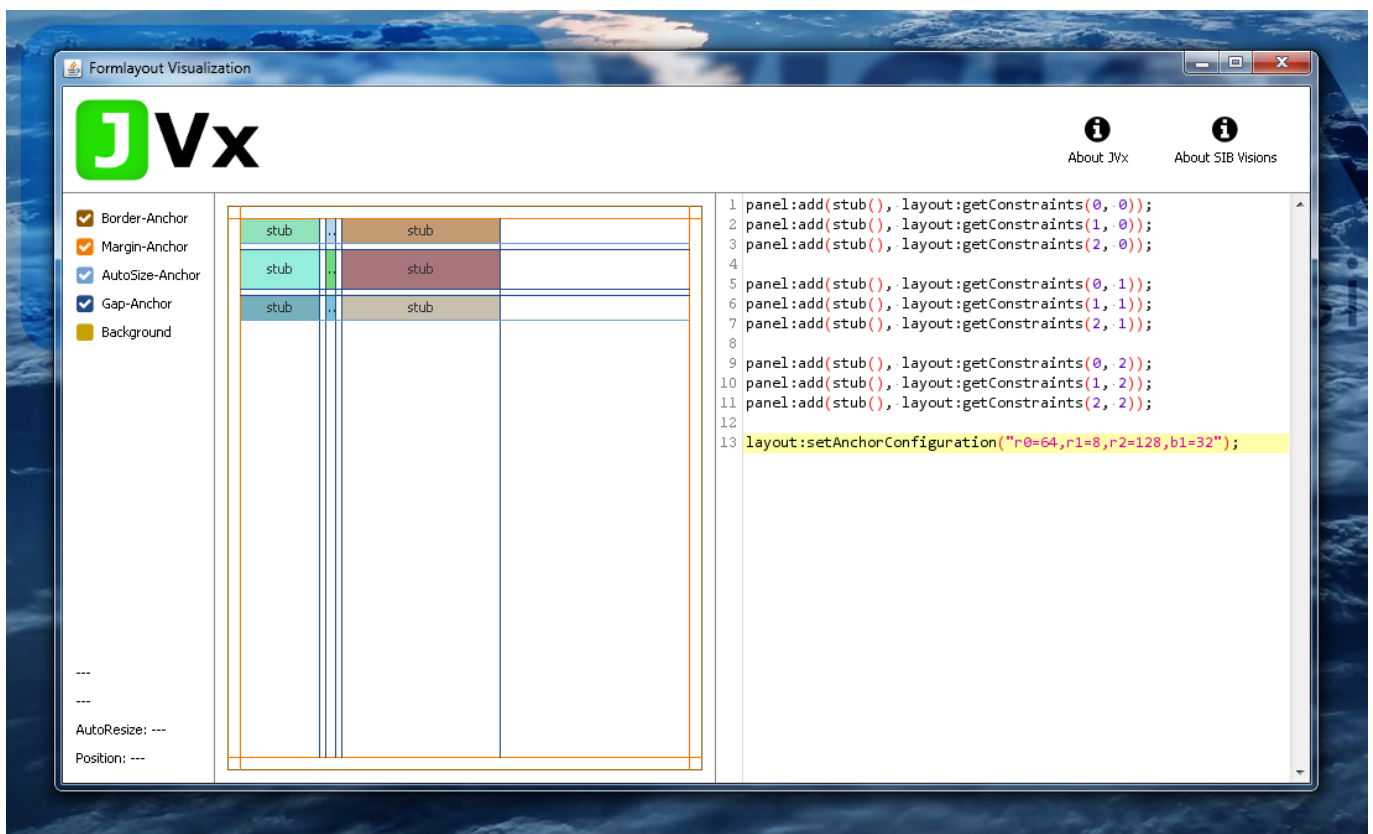 Formlayout Visualization
JVx
About JVx
About SIB Visions
Border-Anchor
Margin-Anchor
AutoSize-Anchor
Gap-Anchor
Background
---
---
AutoResize: ---
Position: ---
stub .. stub
stub .. stub
stub .. stub
1 panel:add(stub(), layout:getConstraints(0, 0));
2 panel:add(stub(), layout:getConstraints(1, 0));
3 panel:add(stub(), layout:getConstraints(2, 0));
4
5 panel:add(stub(), layout:getConstraints(0, 1));
6 panel:add(stub(), layout:getConstraints(1, 1));
7 panel:add(stub(), layout:getConstraints(2, 1));
8
9 panel:add(stub(), layout:getConstraints(0, 2));
10 panel:add(stub(), layout:getConstraints(1, 2));
11 panel:add(stub(), layout:getConstraints(2, 2));
12
13 layout:setAnchorConfiguration("r0=64,r1=8,r2=128,b1=32");